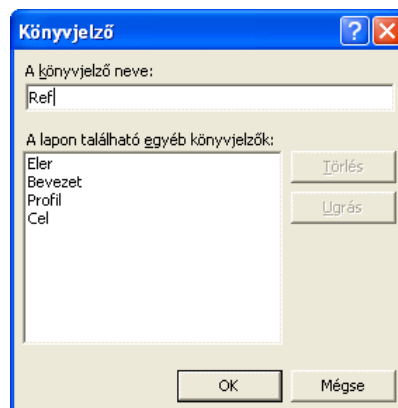 Könyvjelző
A könyvjelző neve:
Ref
A lapon található egyéb könyvjelzők:
Eler
Bevezet
Profil
Cel
Törlés
Ugrás
OK
Mégse